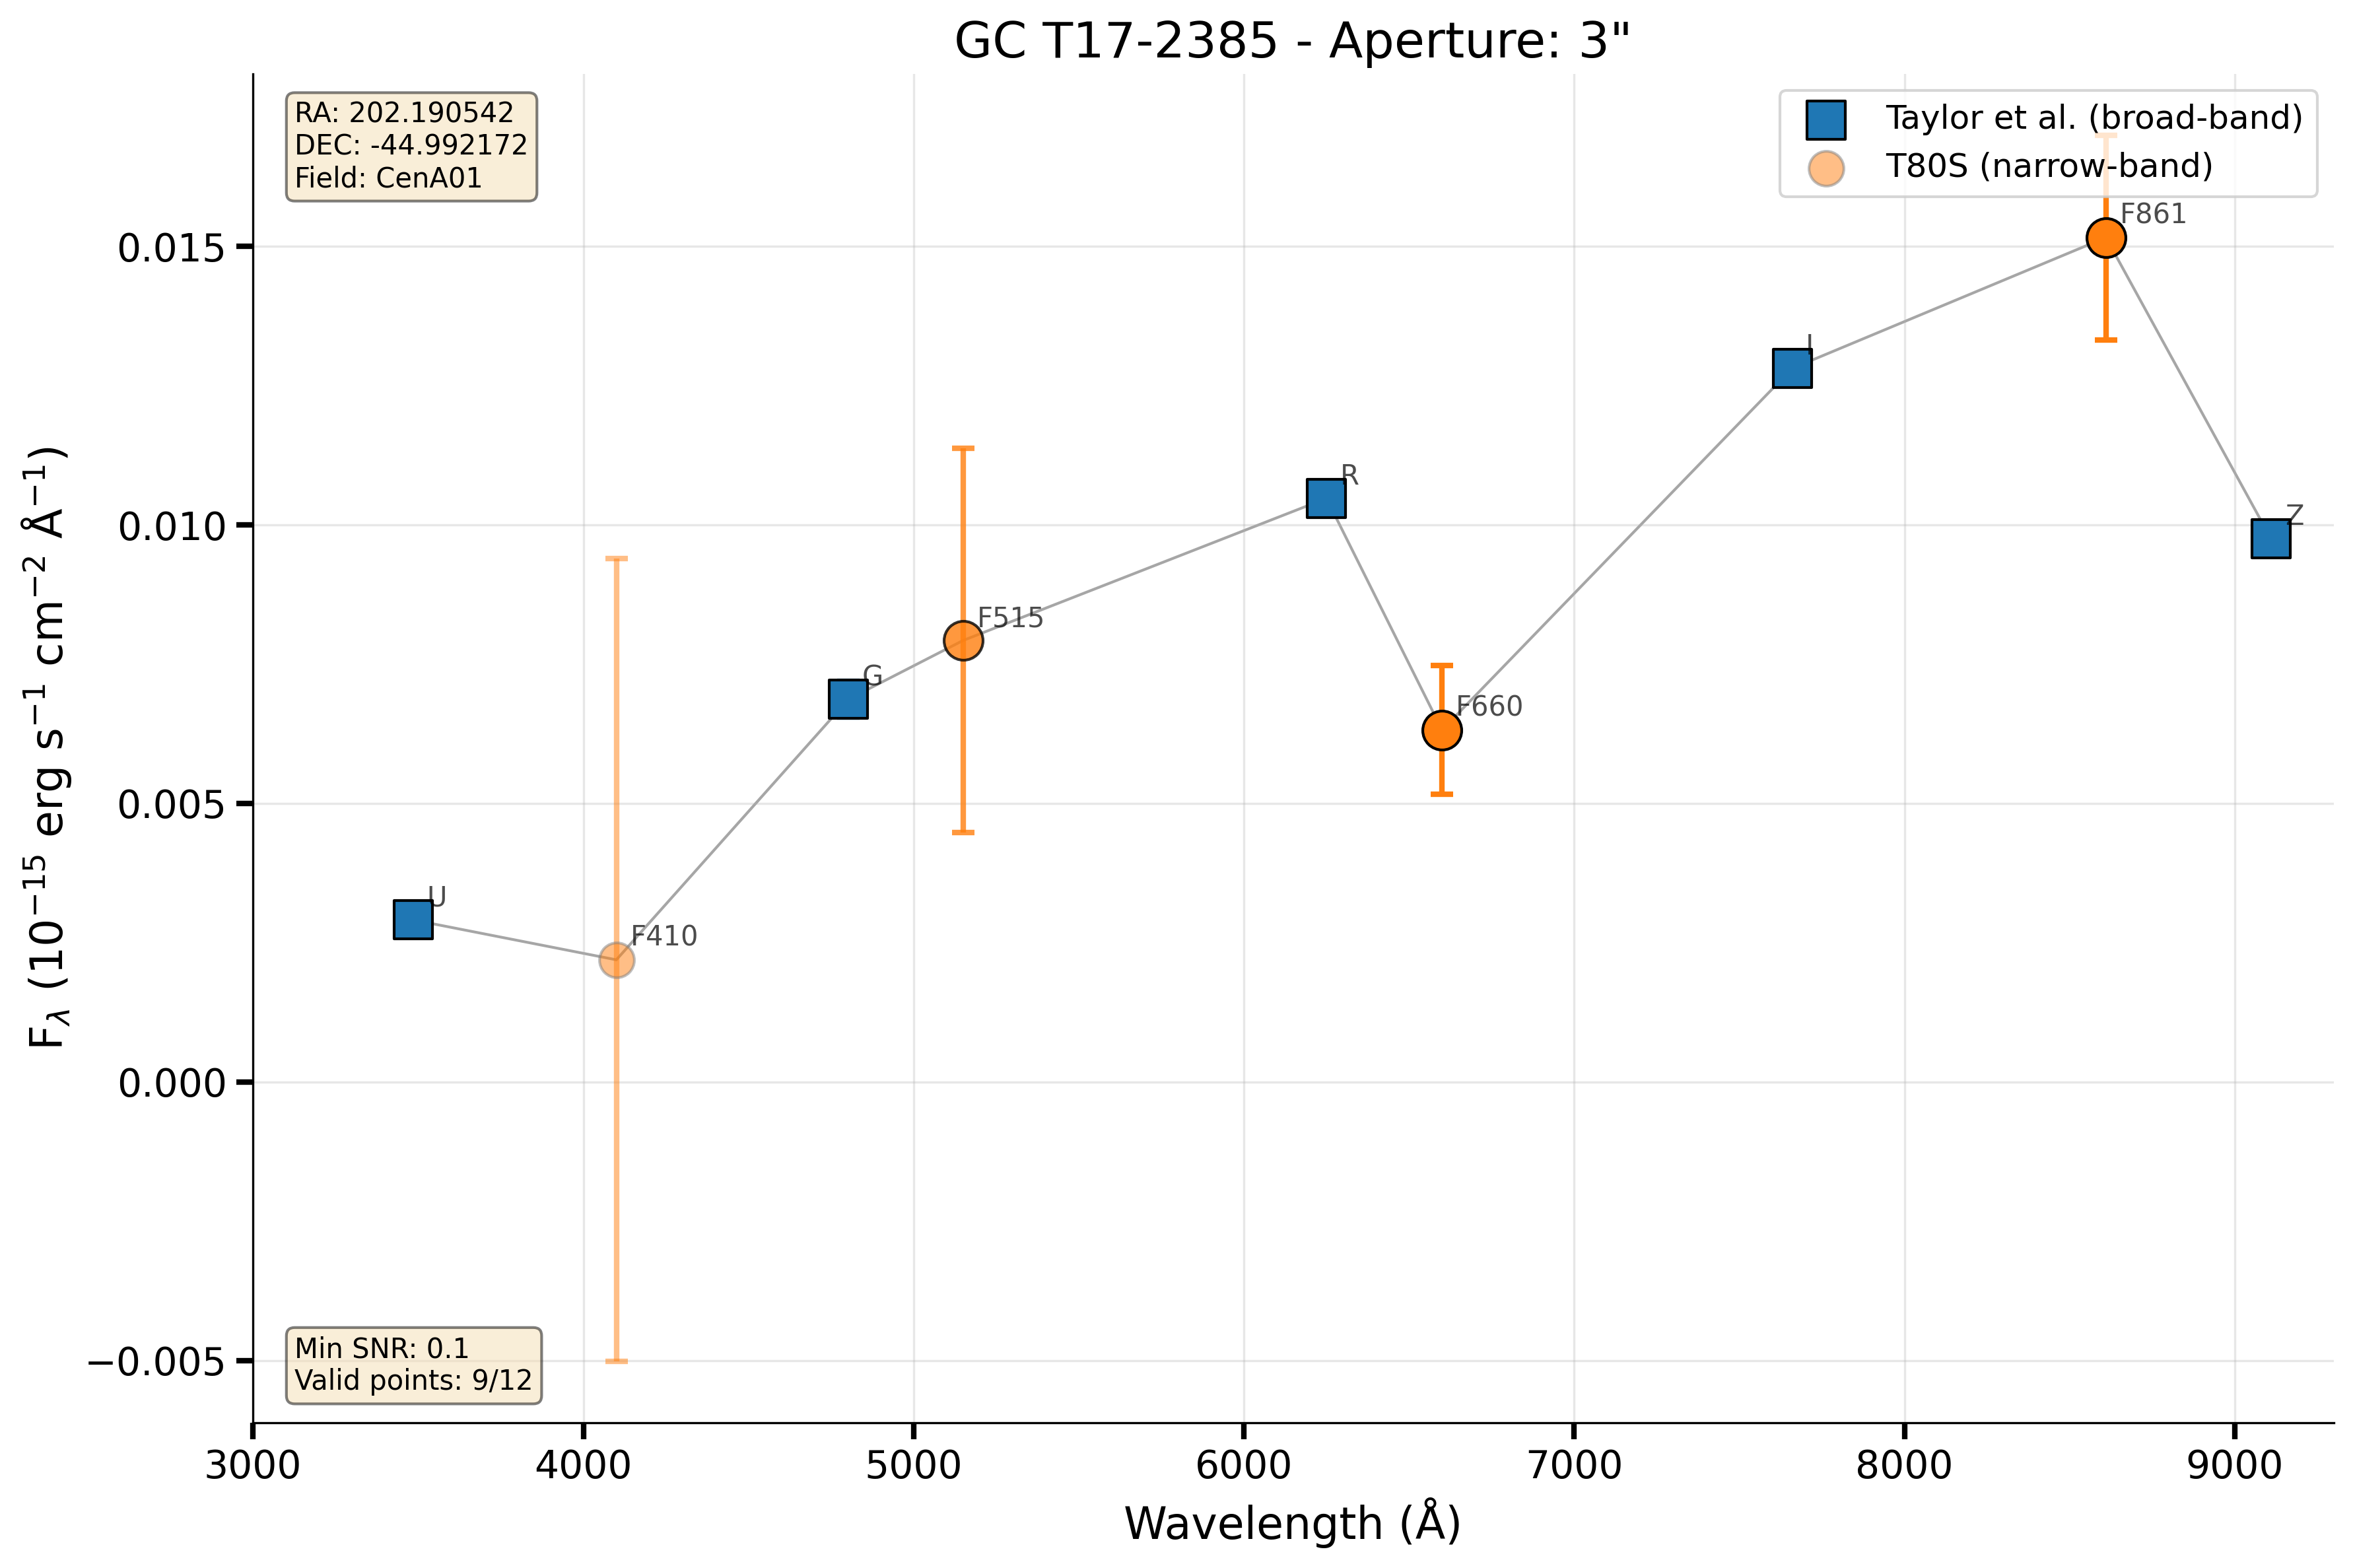 GC T17-2385 - Aperture: 3"
RA: 202.190542
DEC: -44.992172
Field: CenA01
Taylor et al. (broad-band)
T80S (narrow-band)
F861
0.015
I
R
0.010
Z
F515
G
F660
0.005
U
F410
0.000
−0.005
Min SNR: 0.1
Valid points: 9/12
3000 4000 5000 6000 7000 8000 9000
Wavelength (Å)
F_λ (10⁻¹⁵ erg s⁻¹ cm⁻² Å⁻¹)